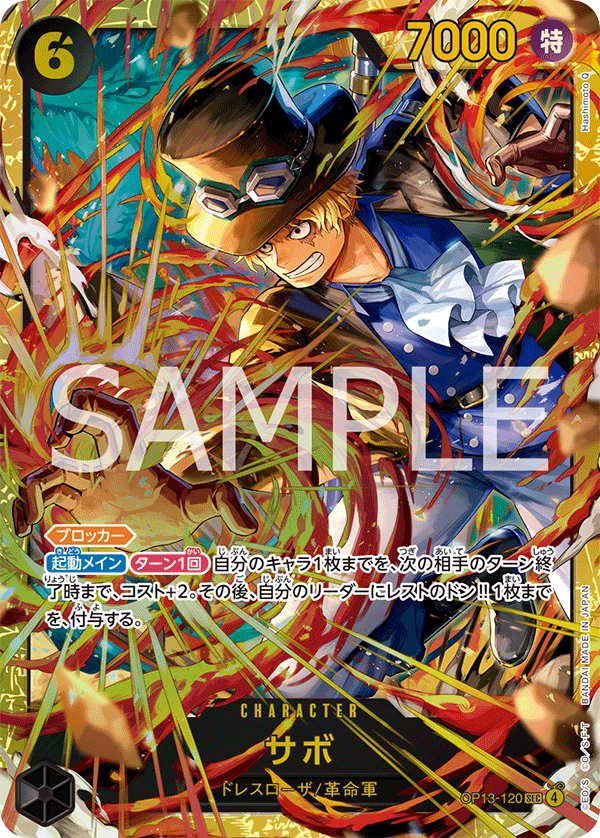 6
7000 特
Hashimoto Q
SAMPLE
ブロッカー
起動メイン ターン1回 自分のキャラ1枚までを、次の相手のターン終
了時まで、コスト+2。その後、自分のリーダーにレストのドン!!1枚まで
を、付与する。
CHARACTER
サボ
ドレスローザ/革命軍
OP13-120 SEC 4
©E.O/S. ©O/S・F・T BANDAI MADE IN JAPAN